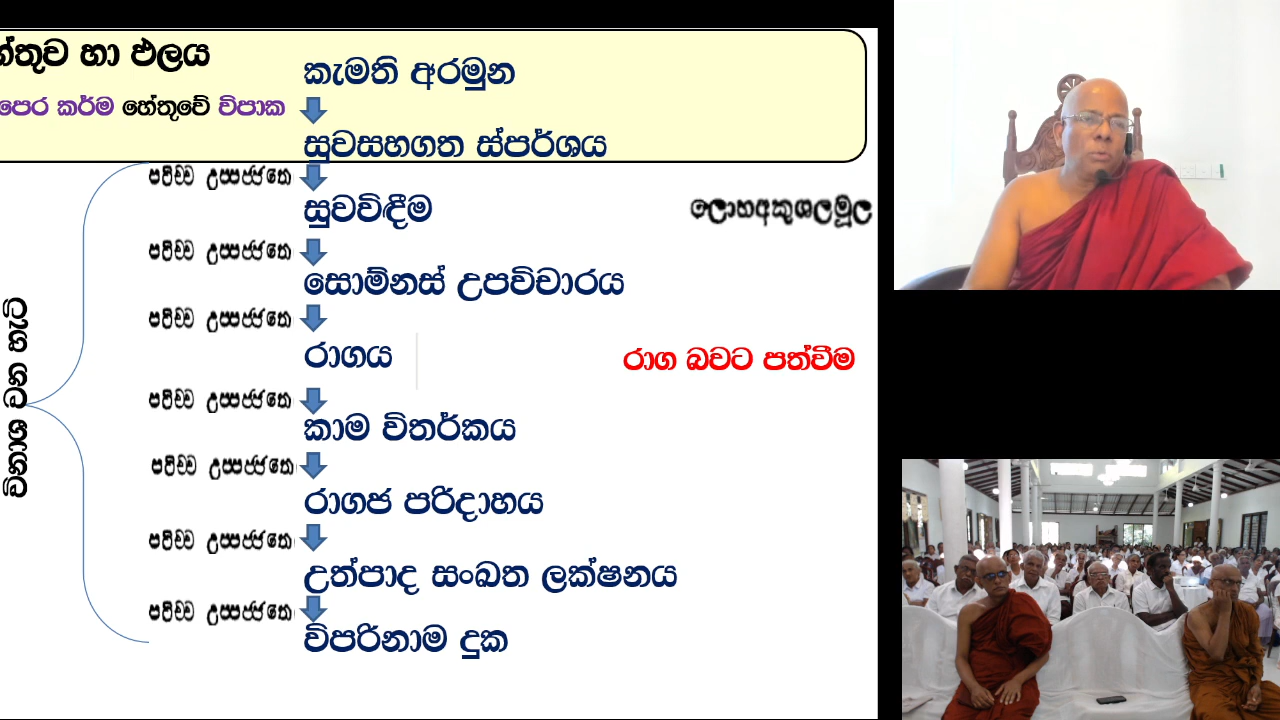 හේතුව හා ඵලය
පෙර කර්ම හේතුවේ විපාක
කැමති අරමුන
සුවසහගත ස්පර්ශය
පටිච්ච උප්පජ්ජතෙ
සුවවිඳීම
ලොභඅකුශලමූල
පටිච්ච උප්පජ්ජතෙ
සොම්නස් උපවිචාරය
පටිච්ච උප්පජ්ජතෙ
රාගය
රාග බවට පත්වීම
පටිච්ච උප්පජ්ජතෙ
කාම විතර්කය
පටිච්ච උප්පජ්ජතෙ
රාගජ පරිදාහය
පටිච්ච උප්පජ්ජතෙ
උත්පාද සංඛත ලක්ෂනය
පටිච්ච උප්පජ්ජතෙ
විපරිනාම දුක
විනාශ වන හැටි